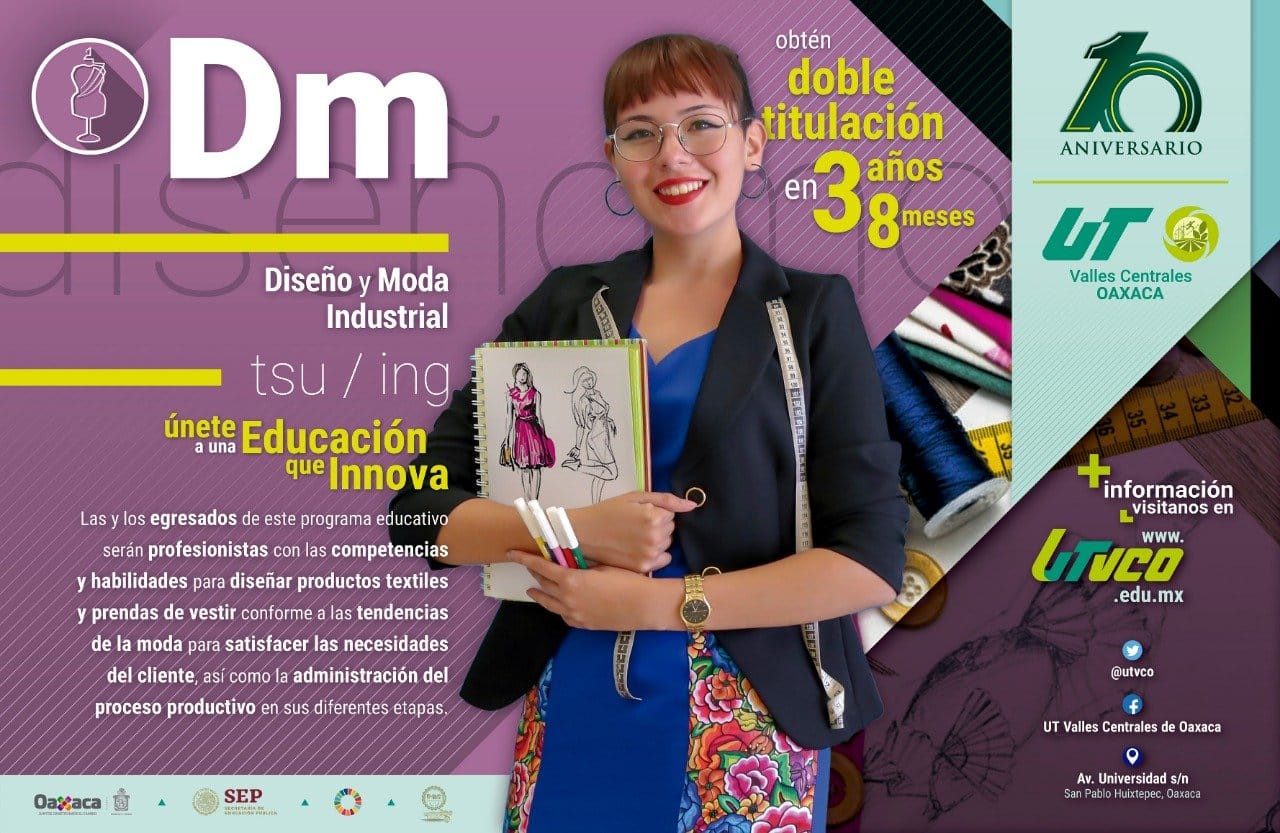 Dm
diseño
Diseño y Moda
Industrial
tsu / ing
únete
a una Educación
que Innova
Las y los egresados de este programa educativo
serán profesionistas con las competencias
y habilidades para diseñar productos textiles
y prendas de vestir conforme a las tendencias
de la moda para satisfacer las necesidades
del cliente, así como la administración del
proceso productivo en sus diferentes etapas.
obtén
doble
titulación
en 3 años
8 meses
10
ANIVERSARIO
UT
Valles Centrales
OAXACA
+ información
visitanos en
www.
UTVCO
.edu.mx
@utvco
UT Valles Centrales de Oaxaca
Av. Universidad s/n
San Pablo Huixtepec, Oaxaca
Oaxaca
SEP
SECRETARÍA DE
EDUCACIÓN PÚBLICA